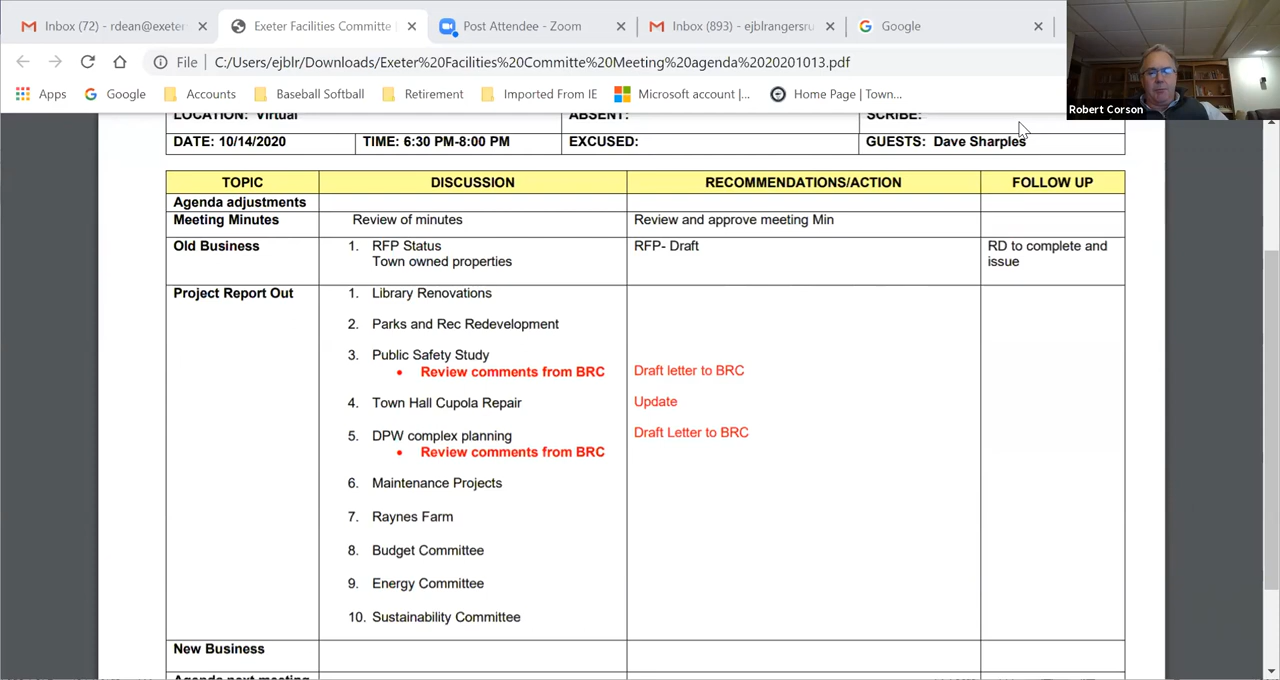 Inbox (72) - rdean@exeter
Exeter Facilities Committe
Post Attendee - Zoom
Inbox (893) - ejblrangersru
Google
File
C:/Users/ejblr/Downloads/Exeter%20Facilities%20Committe%20Meeting%20agenda%2020201013.pdf
Apps
Google
Accounts
Baseball Softball
Retirement
Imported From IE
Microsoft account |...
Home Page | Town...
Robert Corson
LOCATION: Virtual
ABSENT:
SCRIBE:
DATE: 10/14/2020
TIME: 6:30 PM-8:00 PM
EXCUSED:
GUESTS: Dave Sharples
TOPIC
DISCUSSION
RECOMMENDATIONS/ACTION
FOLLOW UP
Agenda adjustments
Meeting Minutes
Review of minutes
Review and approve meeting Min
Old Business
1. RFP Status
Town owned properties
RFP- Draft
RD to complete and
issue
Project Report Out
1. Library Renovations
2. Parks and Rec Redevelopment
3. Public Safety Study
• Review comments from BRC
Draft letter to BRC
4. Town Hall Cupola Repair
Update
5. DPW complex planning
• Review comments from BRC
Draft Letter to BRC
6. Maintenance Projects
7. Raynes Farm
8. Budget Committee
9. Energy Committee
10. Sustainability Committee
New Business
Agenda next meeting